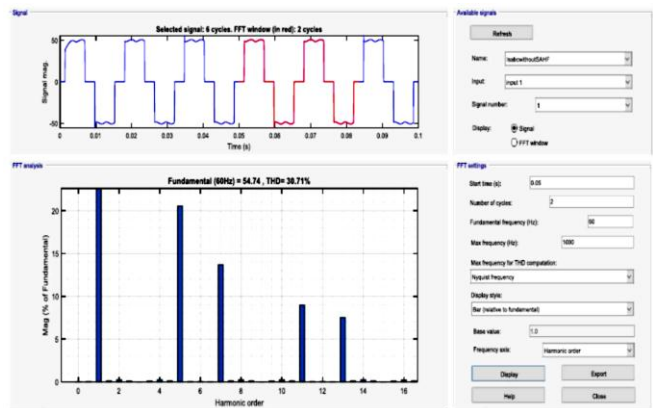 Signal
Selected signal: 6 cycles. FFT window (in red): 2 cycles
Signal mag.
50
0
-50
0 0.01 0.02 0.03 0.04 0.05 0.06 0.07 0.08 0.09 0.1
Time (s)
FFT analysis
Fundamental (60Hz) = 54.74 , THD= 30.71%
Mag (% of Fundamental)
20
15
10
5
0
0 2 4 6 8 10 12 14 16
Harmonic order
Available signals
Refresh
Name:
IsabcwithoutSAHF
Input:
input 1
Signal number:
1
Display:
Signal
FFT window
FFT settings
Start time (s):
0.05
Number of cycles:
2
Fundamental frequency (Hz):
60
Max frequency (Hz):
1000
Max frequency for THD computation:
Nyquist frequency
Display style:
Bar (relative to fundamental)
Base value:
1.0
Frequency axis:
Harmonic order
Display
Export
Help
Close